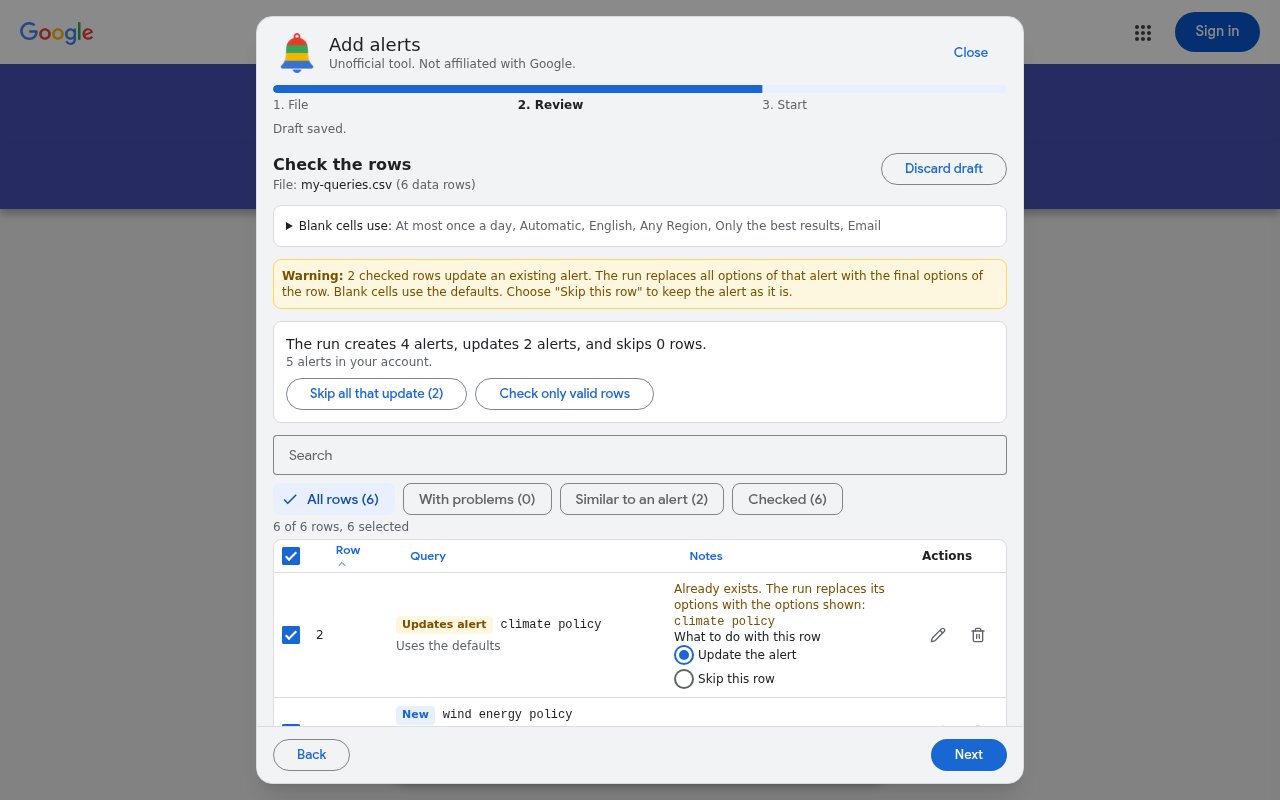 Google
Sign in
Add alerts
Unofficial tool. Not affiliated with Google.
Close
1. File
2. Review
3. Start
Draft saved.
Check the rows
Discard draft
File: my-queries.csv (6 data rows)
Blank cells use: At most once a day, Automatic, English, Any Region, Only the best results, Email
Warning: 2 checked rows update an existing alert. The run replaces all options of that alert with the final options of
the row. Blank cells use the defaults. Choose "Skip this row" to keep the alert as it is.
The run creates 4 alerts, updates 2 alerts, and skips 0 rows.
5 alerts in your account.
Skip all that update (2)
Check only valid rows
Search
All rows (6)
With problems (0)
Similar to an alert (2)
Checked (6)
6 of 6 rows, 6 selected
Row
Query
Notes
Actions
2
Updates alert climate policy
Uses the defaults
Already exists. The run replaces its
options with the options shown:
climate policy
What to do with this row
Update the alert
Skip this row
New wind energy policy
Back
Next